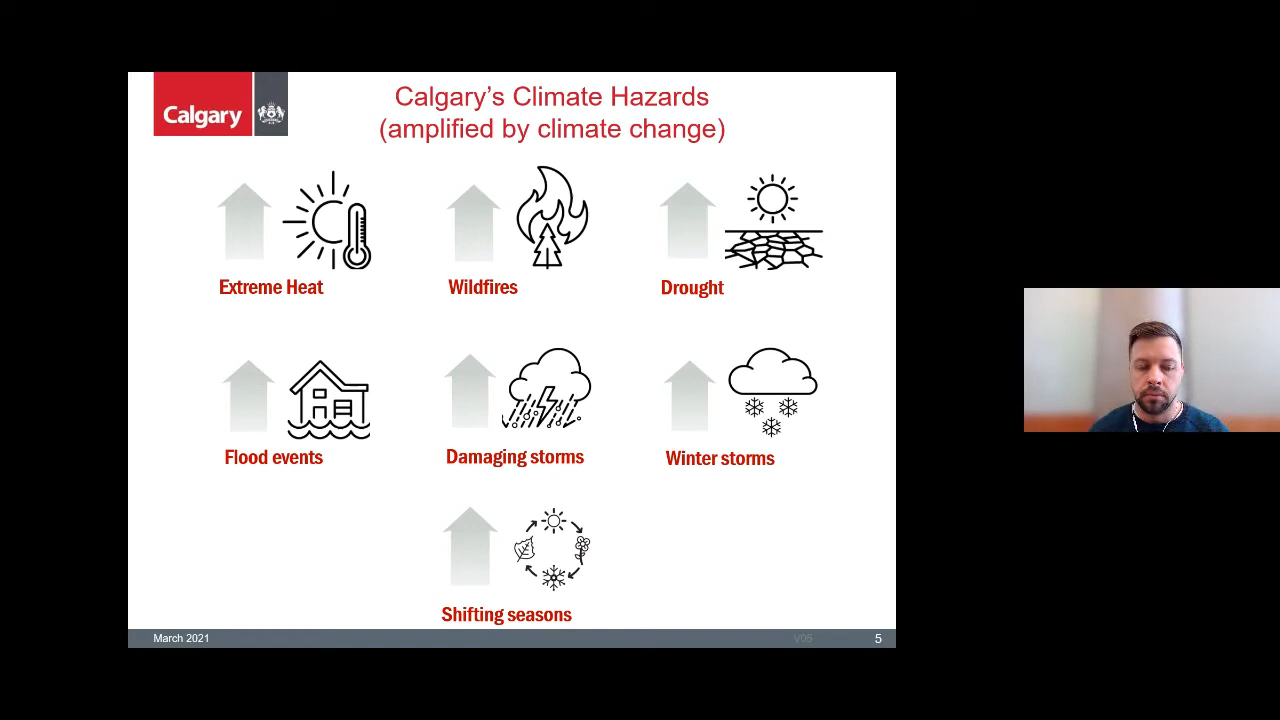 Calgary
Calgary's Climate Hazards
(amplified by climate change)
Extreme Heat
Wildfires
Drought
Flood events
Damaging storms
Winter storms
Shifting seasons
March 2021
V05
5